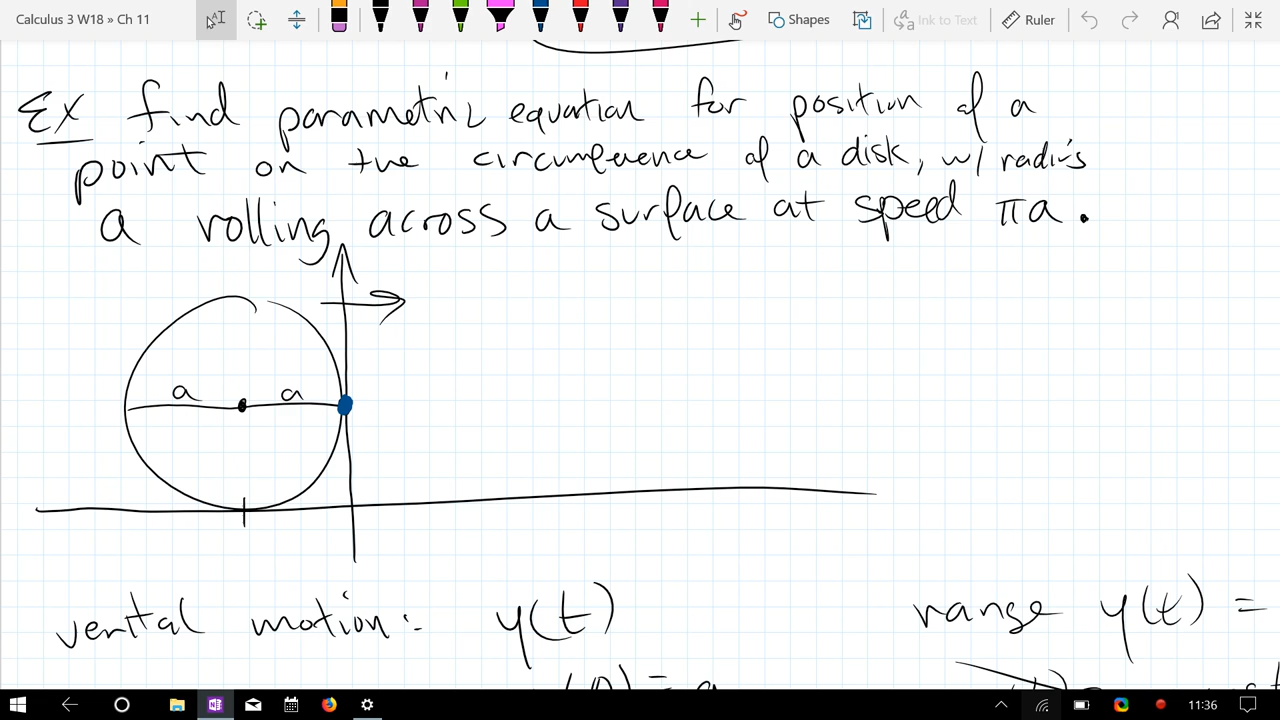 Calculus 3 W18 » Ch 11
Shapes
Ink to Text
Ruler
Ex find parametric equation for position of a
point on the circumference of a disk, w/ radius
a rolling across a surface at speed πa.
a a
vertical motion: y(t)
range y(t) =
(0) = a
11:36